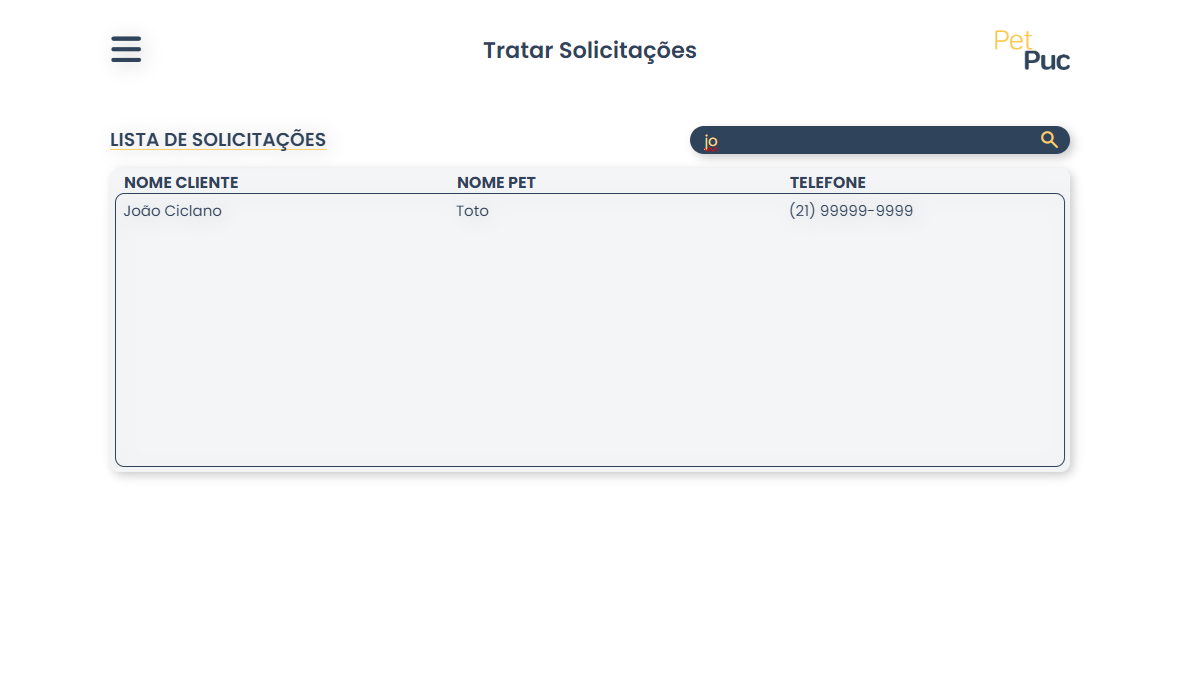 Tratar Solicitações
Pet
Puc
LISTA DE SOLICITAÇÕES
jo
NOME CLIENTE NOME PET TELEFONE
João Ciclano Toto (21) 99999-9999